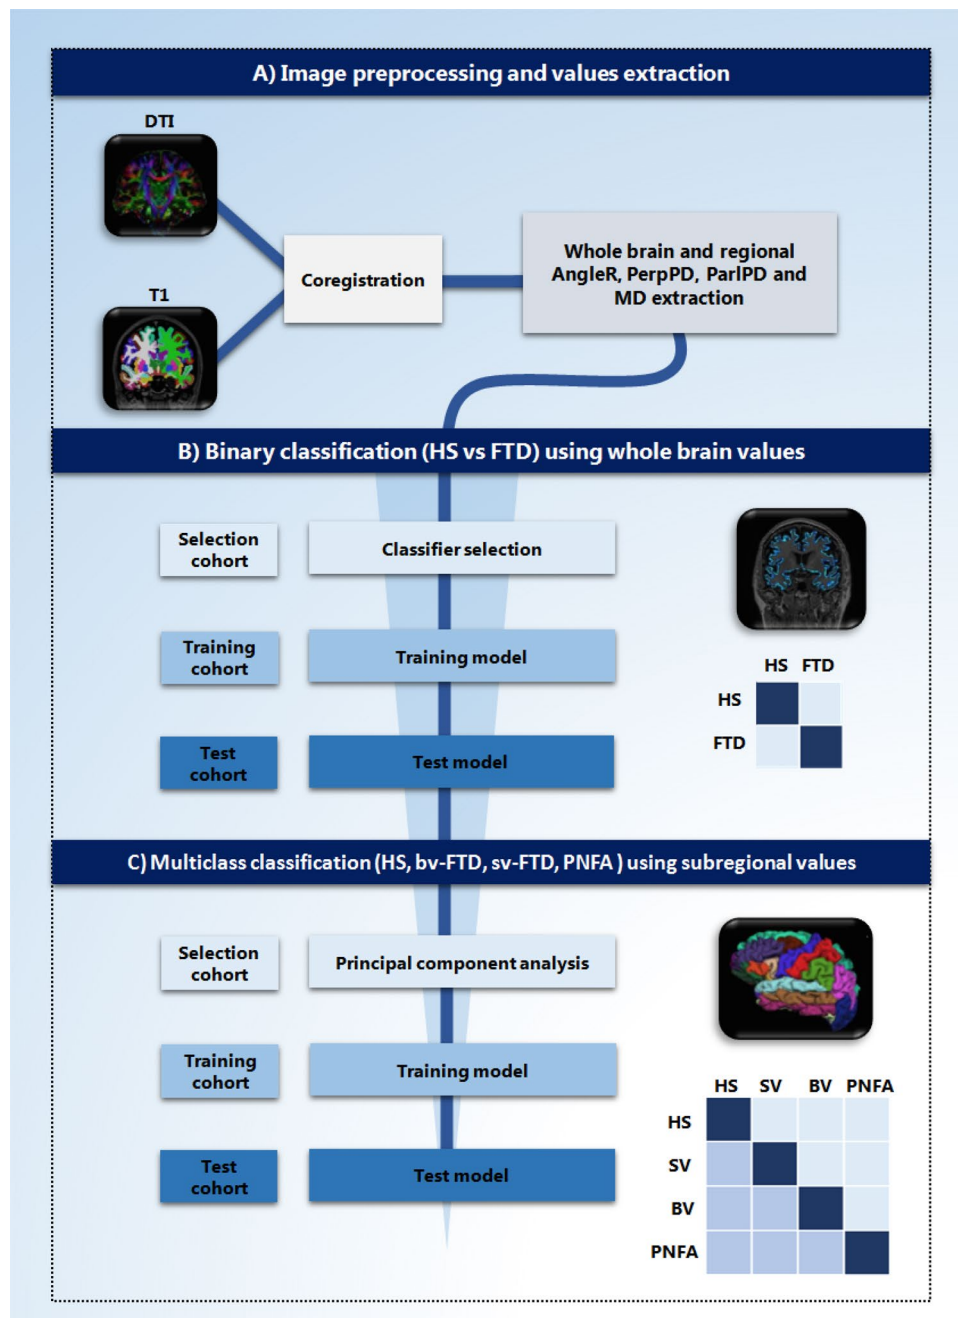 A) Image preprocessing and values extraction
DTI
T1
Coregistration
Whole brain and regional
AngleR, PerpPD, ParlPD and
MD extraction
B) Binary classification (HS vs FTD) using whole brain values
Selection
cohort
Classifier selection
Training
cohort
Training model
Test
cohort
Test model
HS FTD
HS
FTD
C) Multiclass classification (HS, bv-FTD, sv-FTD, PNFA ) using subregional values
Selection
cohort
Principal component analysis
Training
cohort
Training model
Test
cohort
Test model
HS SV BV PNFA
HS
SV
BV
PNFA